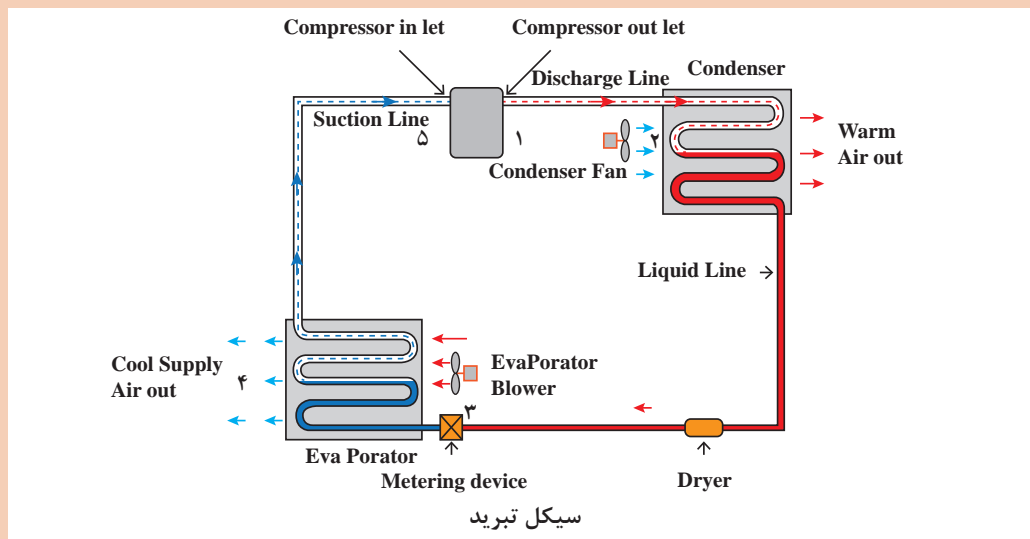 Compressor in let
Compressor out let
Condenser
Discharge Line
Suction Line
۵
۱
۲
Warm
Air out
Condenser Fan
Liquid Line
Cool Supply
Air out
۴
EvaPorator
Blower
۳
Eva Porator
Metering device
Dryer
سیکل تبرید